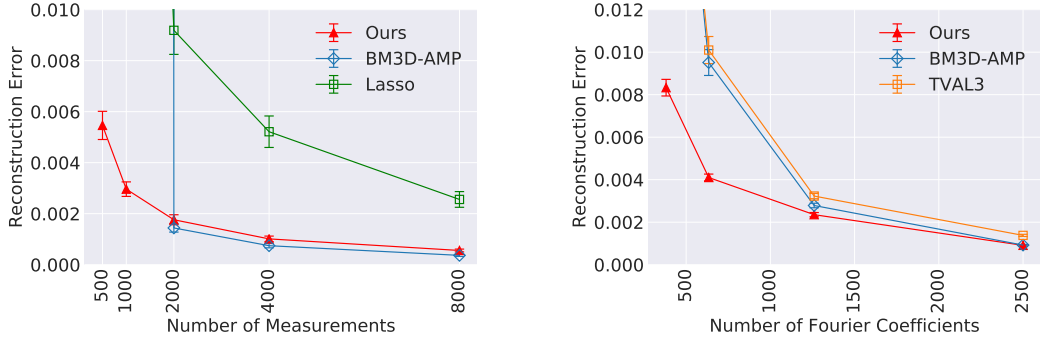 Reconstruction Error
0.010
0.008
0.006
0.004
0.002
0.000
Ours
BM3D-AMP
Lasso
500
1000
2000
4000
8000
Number of Measurements
Reconstruction Error
0.012
0.010
0.008
0.006
0.004
0.002
0.000
Ours
BM3D-AMP
TVAL3
500
1000
1500
2000
2500
Number of Fourier Coefficients